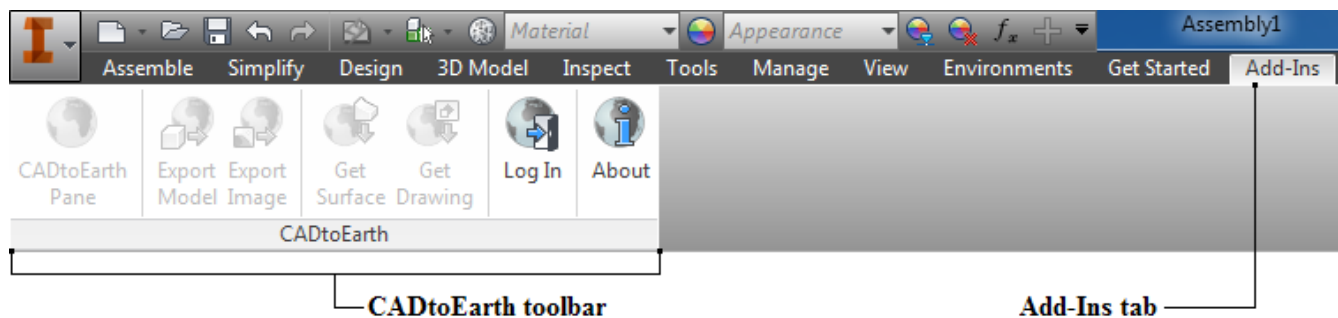 Material Appearance fx Assembly1
Assemble Simplify Design 3D Model Inspect Tools Manage View Environments Get Started Add-Ins
CADtoEarth Export Export Get Get Log In About
Pane Model Image Surface Drawing
CADtoEarth
CADtoEarth toolbar Add-Ins tab